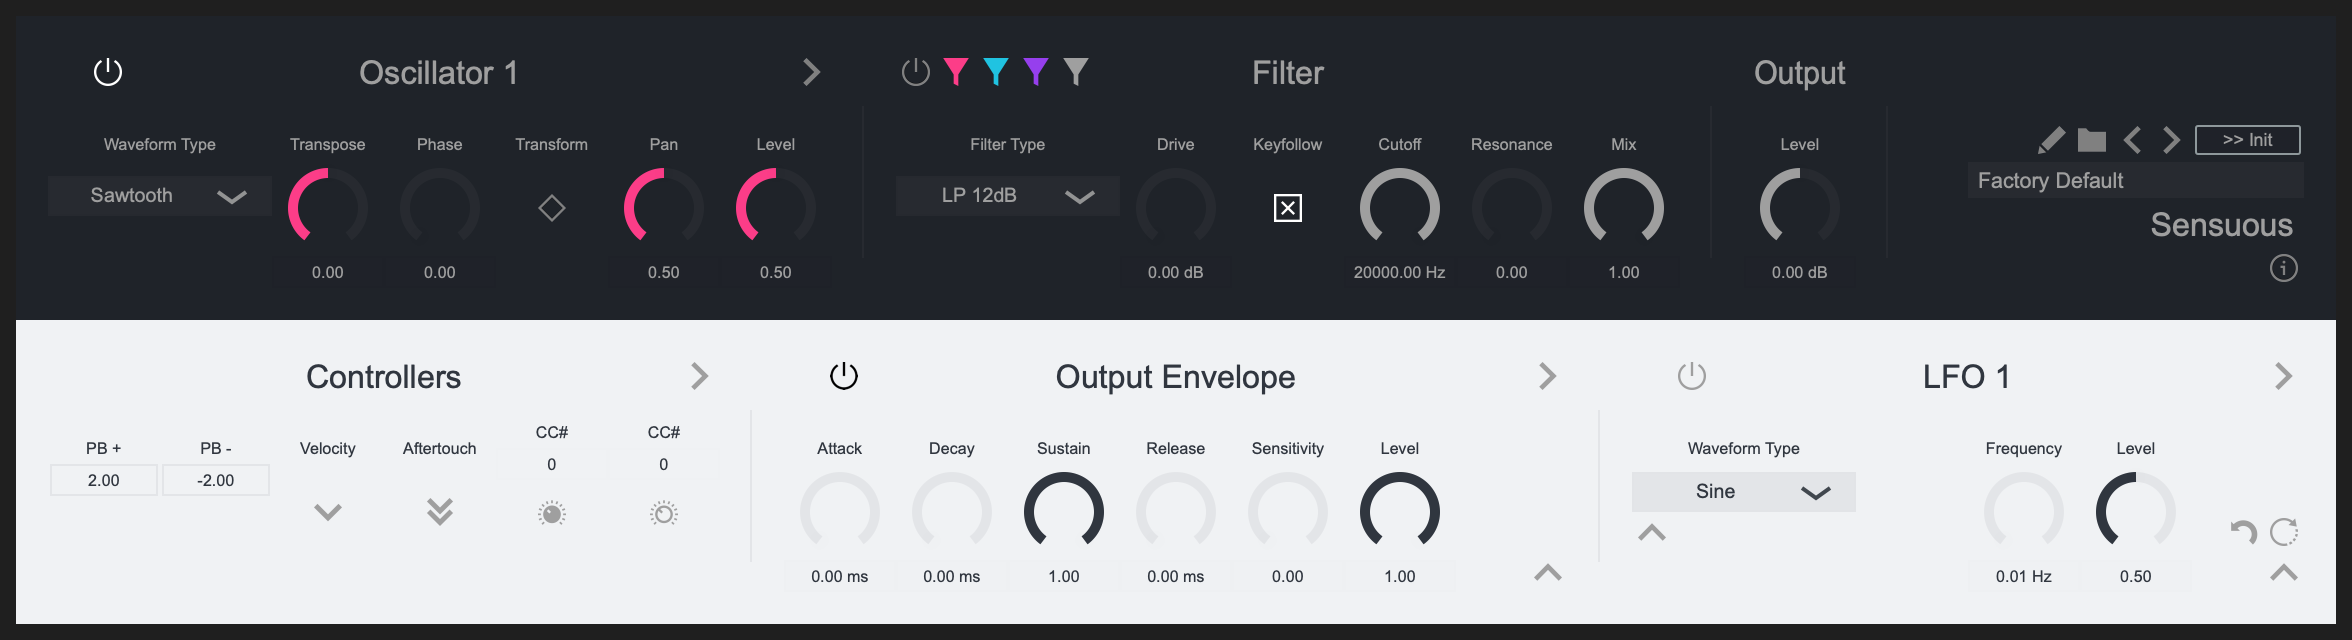 Oscillator 1
Filter
Output
Waveform Type
Transpose
Phase
Transform
Pan
Level
Filter Type
Drive
Keyfollow
Cutoff
Resonance
Mix
Level
>> Init
Sawtooth
LP 12dB
Factory Default
Sensuous
0.00
0.00
0.50
0.50
0.00 dB
20000.00 Hz
0.00
1.00
0.00 dB
Controllers
Output Envelope
LFO 1
PB +
PB -
Velocity
Aftertouch
CC#
CC#
0
0
2.00
-2.00
Attack
Decay
Sustain
Release
Sensitivity
Level
Waveform Type
Frequency
Level
Sine
0.00 ms
0.00 ms
1.00
0.00 ms
0.00
1.00
0.01 Hz
0.50